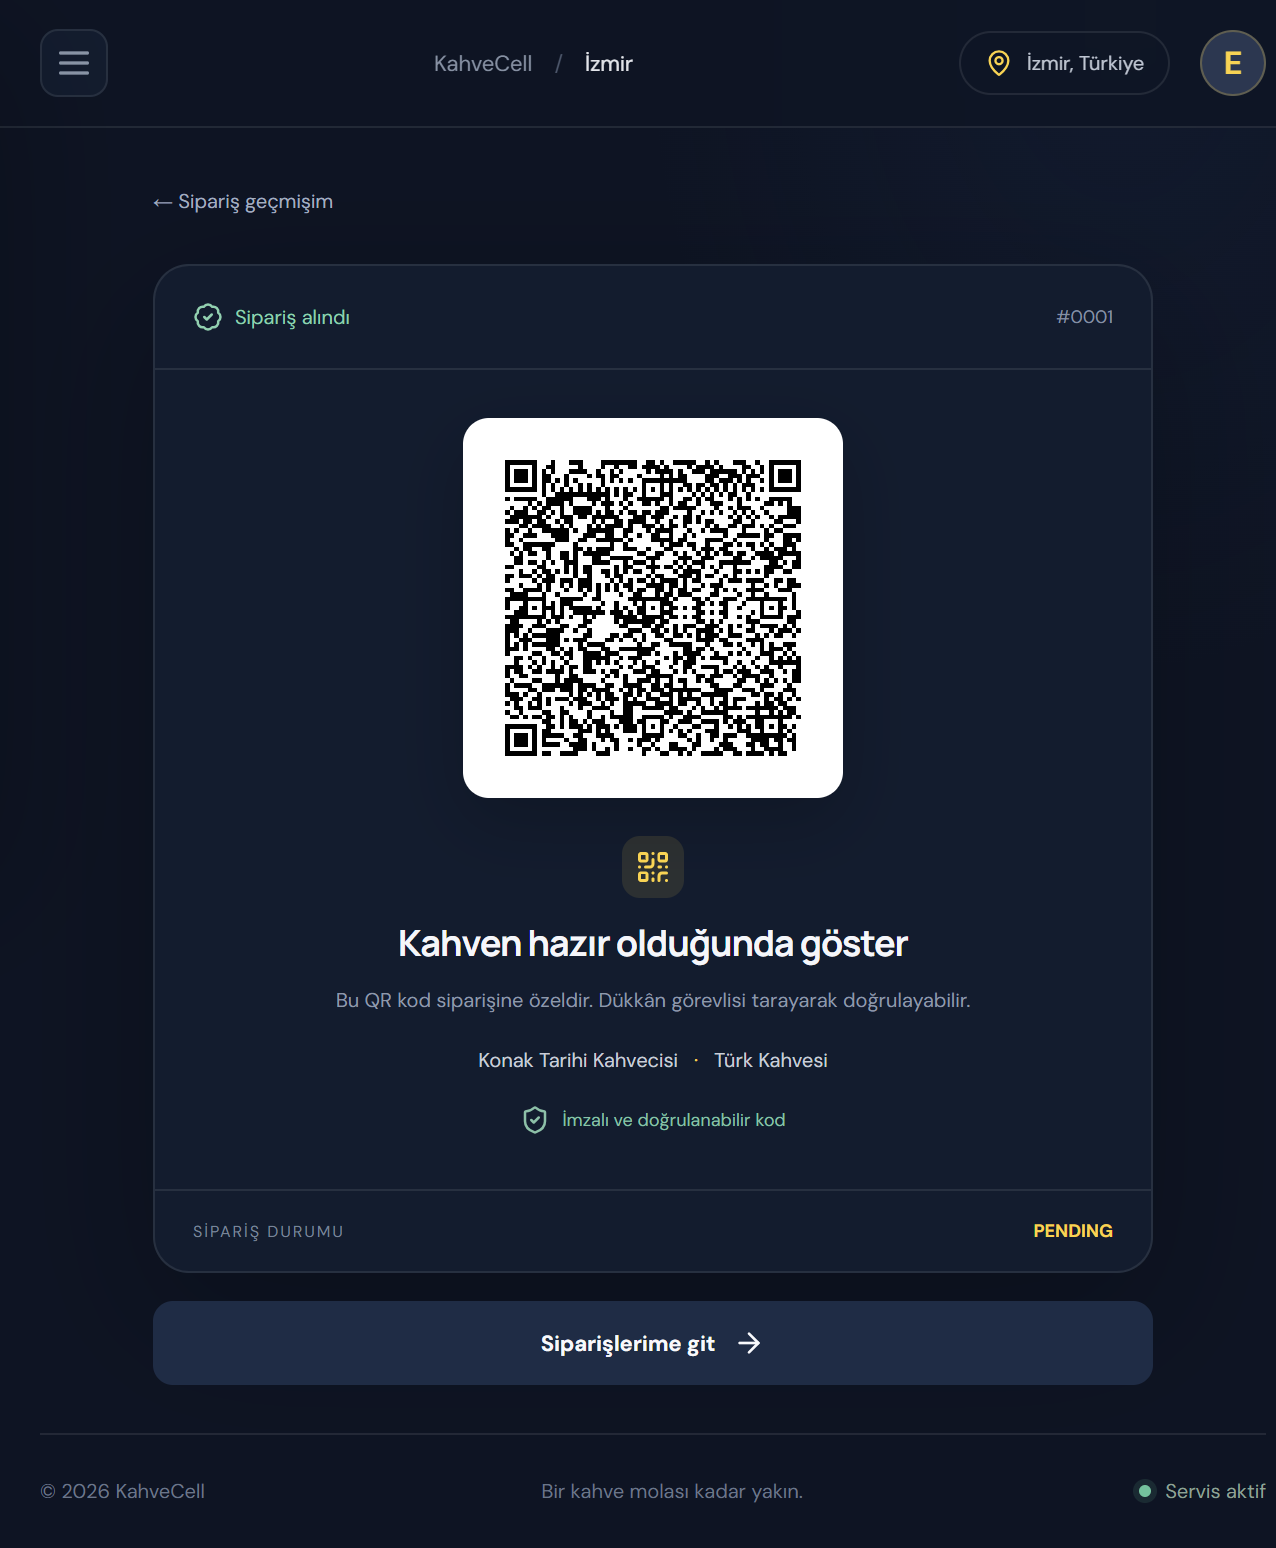 KahveCell / İzmir
İzmir, Türkiye
E
← Sipariş geçmişim
Sipariş alındı
#0001
Kahven hazır olduğunda göster
Bu QR kod siparişine özeldir. Dükkân görevlisi tarayarak doğrulayabilir.
Konak Tarihi Kahvecisi · Türk Kahvesi
İmzalı ve doğrulanabilir kod
SİPARİŞ DURUMU
PENDING
Siparişlerime git →
© 2026 KahveCell
Bir kahve molası kadar yakın.
Servis aktif